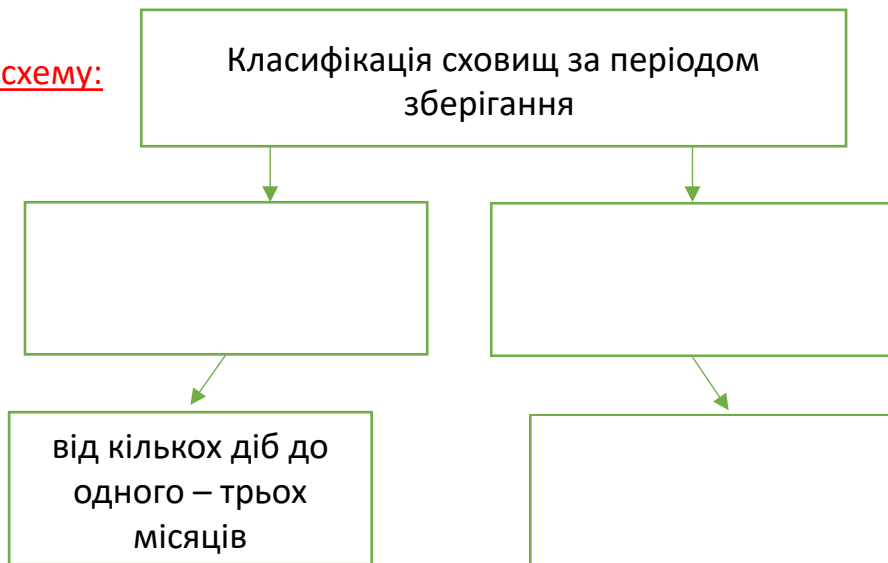 схему:
Класифікація сховищ за періодом
зберігання
від кількох діб до
одного – трьох
місяців